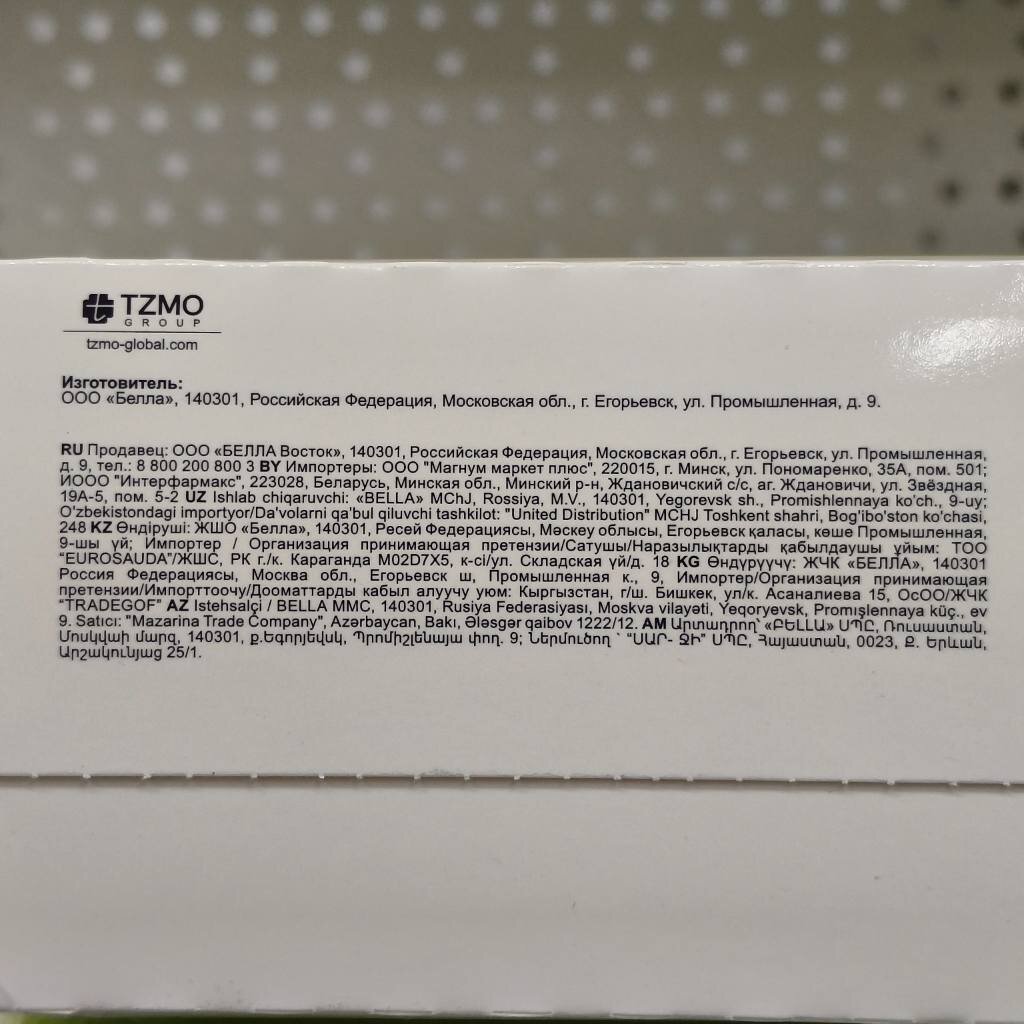 TZMO
GROUP
tzmo-global.com
Изготовитель:
ООО «Белла», 140301, Российская Федерация, Московская обл., г. Егорьевск, ул. Промышленная, д. 9.
RU Продавец: ООО «БЕЛЛА Восток», 140301, Российская Федерация, Московская обл., г. Егорьевск, ул. Промышленная,
д. 9, тел.: 8 800 200 800 3 BY Импортеры: ООО "Магнум маркет плюс", 220015, г. Минск, ул. Пономаренко, 35А, пом. 501;
ИООО "Интерфармакс", 223028, Беларусь, Минская обл., Минский р-н, Ждановичский с/с, аг. Ждановичи, ул. Звёздная,
19А-5, пом. 5-2 UZ Ishlab chiqaruvchi: «BELLA» MChJ, Rossiya, M.V., 140301, Yegorevsk sh., Promishlennaya ko'ch., 9-uy;
O'zbekistondagi importyor/Da'volarni qa'bul qiluvchi tashkilot: "United Distribution" MCHJ Toshkent shahri, Bog'ibo'ston ko'chasi,
248 KZ Өндіруші: ЖШО «Белла», 140301, Ресей Федерациясы, Мәскеу облысы, Егорьевск қаласы, көше Промышленная,
9-шы үй; Импортер / Организация принимающая претензии/Сатушы/Наразылықтарды қабылдаушы ұйым: ТОО
"EUROSAUDA"/ЖШС, РК г./к. Караганда M02D7X5, к-сі/ул. Складская үй/д. 18 KG Өндүрүүчү: ЖЧК «БЕЛЛА», 140301
Россия Федерациясы, Москва обл., Егорьевск ш, Промышленная к., 9, Импортер/Организация принимающая
претензии/Импорттоочу/Дооматтарды кабыл алуучу уюм: Кыргызстан, г/ш. Бишкек, ул/к. Асаналиева 15, ОсОО/ЖЧК
"TRADEGOF" AZ Istehsalçi / BELLA MMC, 140301, Rusiya Federasiyası, Moskva vilayəti, Yeqoryevsk, Promışlennaya küç., ev
9. Satıcı: "Mazarina Trade Company", Azərbaycan, Bakı, Ələsgər qaibov 1222/12. AM Արտադրող՝ «ԲԵԼԼԱ» ՍՊԸ, Ռուսաստան,
Մոսկվայի մարզ, 140301, ք.Եգորյևսկ, Պրոմիշլենայա փող. 9; Ներմուծող ՝ "ՍԱՐ- ՋԻ" ՍՊԸ, Հայաստան, 0023, Ք. Երևան,
Արշակունյաց 25/1.